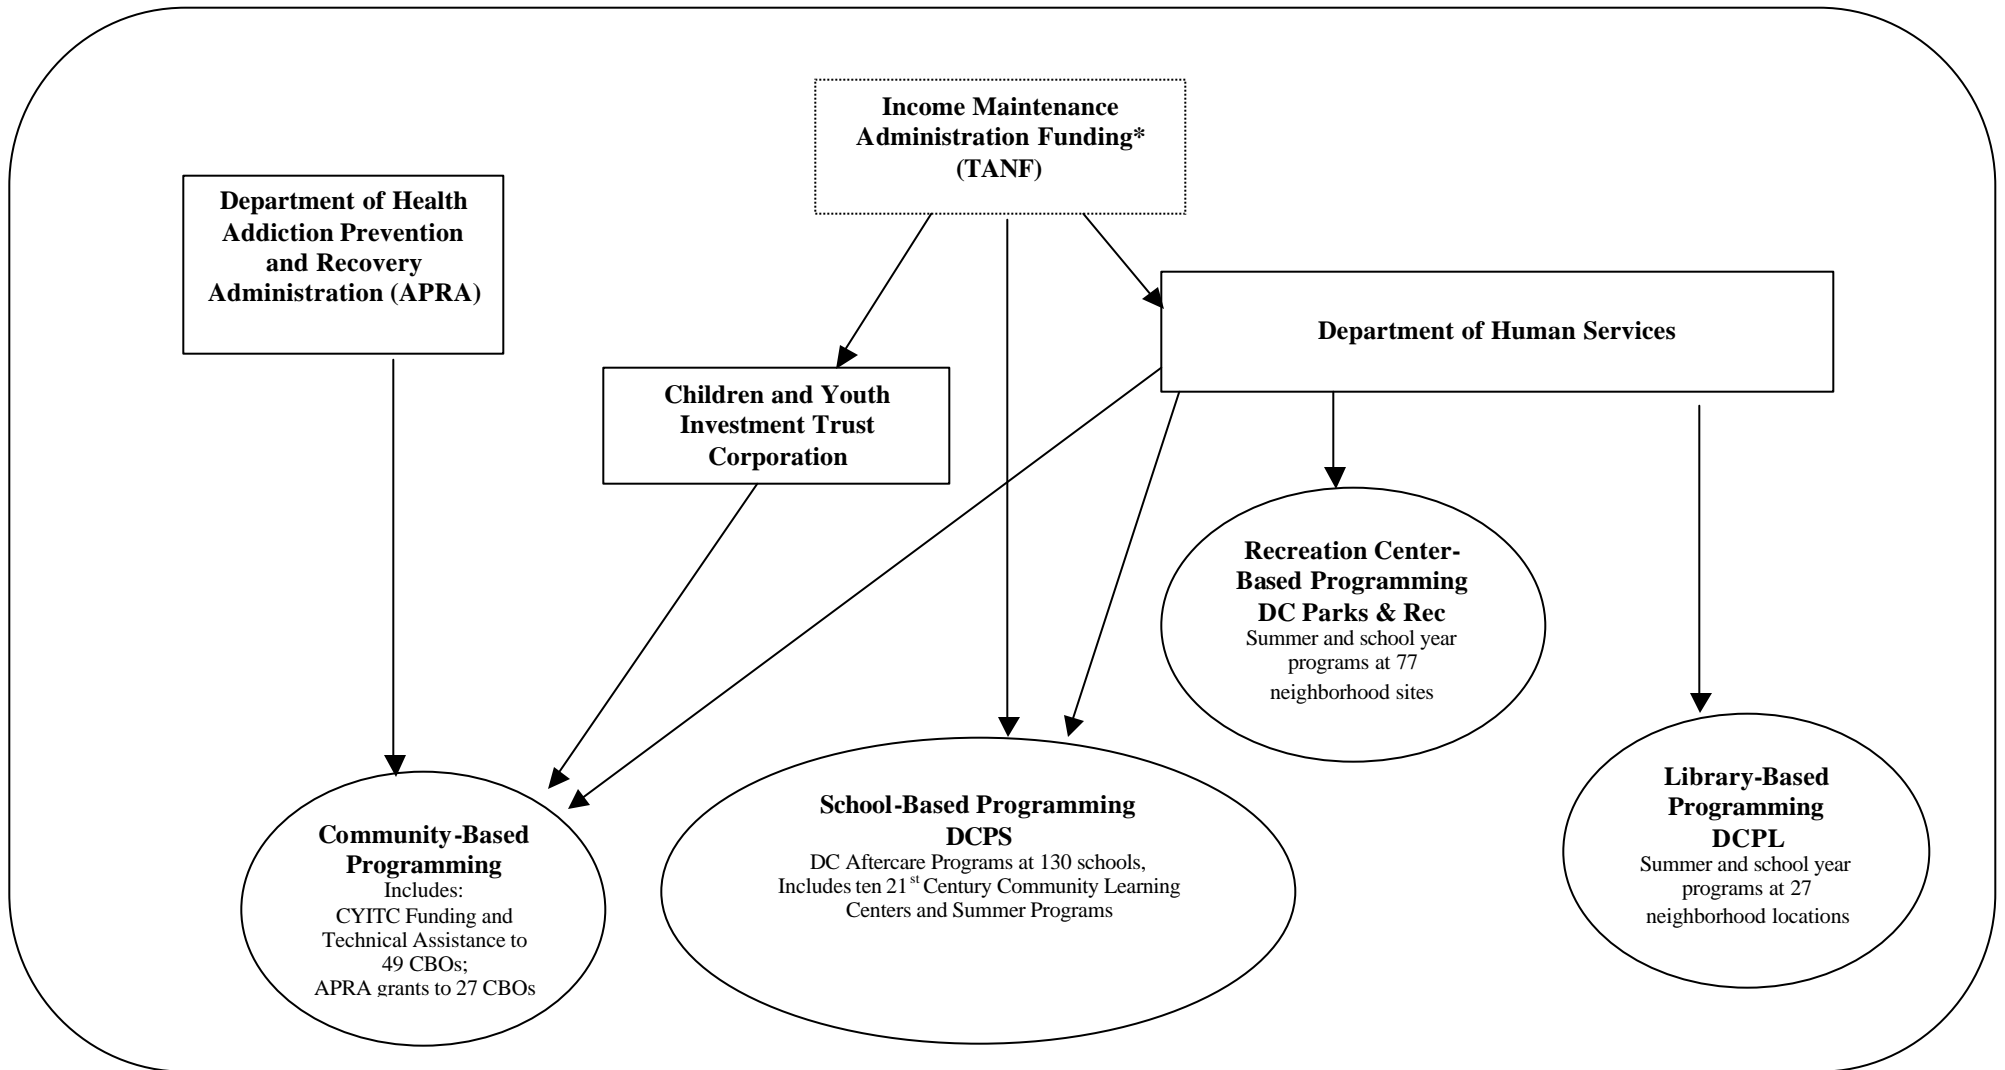 Income Maintenance
Administration Funding*
(TANF)
Department of Health
Addiction Prevention
and Recovery
Administration (APRA)
Department of Human Services
Children and Youth
Investment Trust
Corporation
Recreation Center-
Based Programming
DC Parks & Rec
Summer and school year
programs at 77
neighborhood sites
Community-Based
Programming
Includes:
CYITC Funding and
Technical Assistance to
49 CBOs;
APRA grants to 27 CBOs
School-Based Programming
DCPS
DC Aftercare Programs at 130 schools,
Includes ten 21st Century Community Learning
Centers and Summer Programs
Library-Based
Programming
DCPL
Summer and school year
programs at 27
neighborhood locations